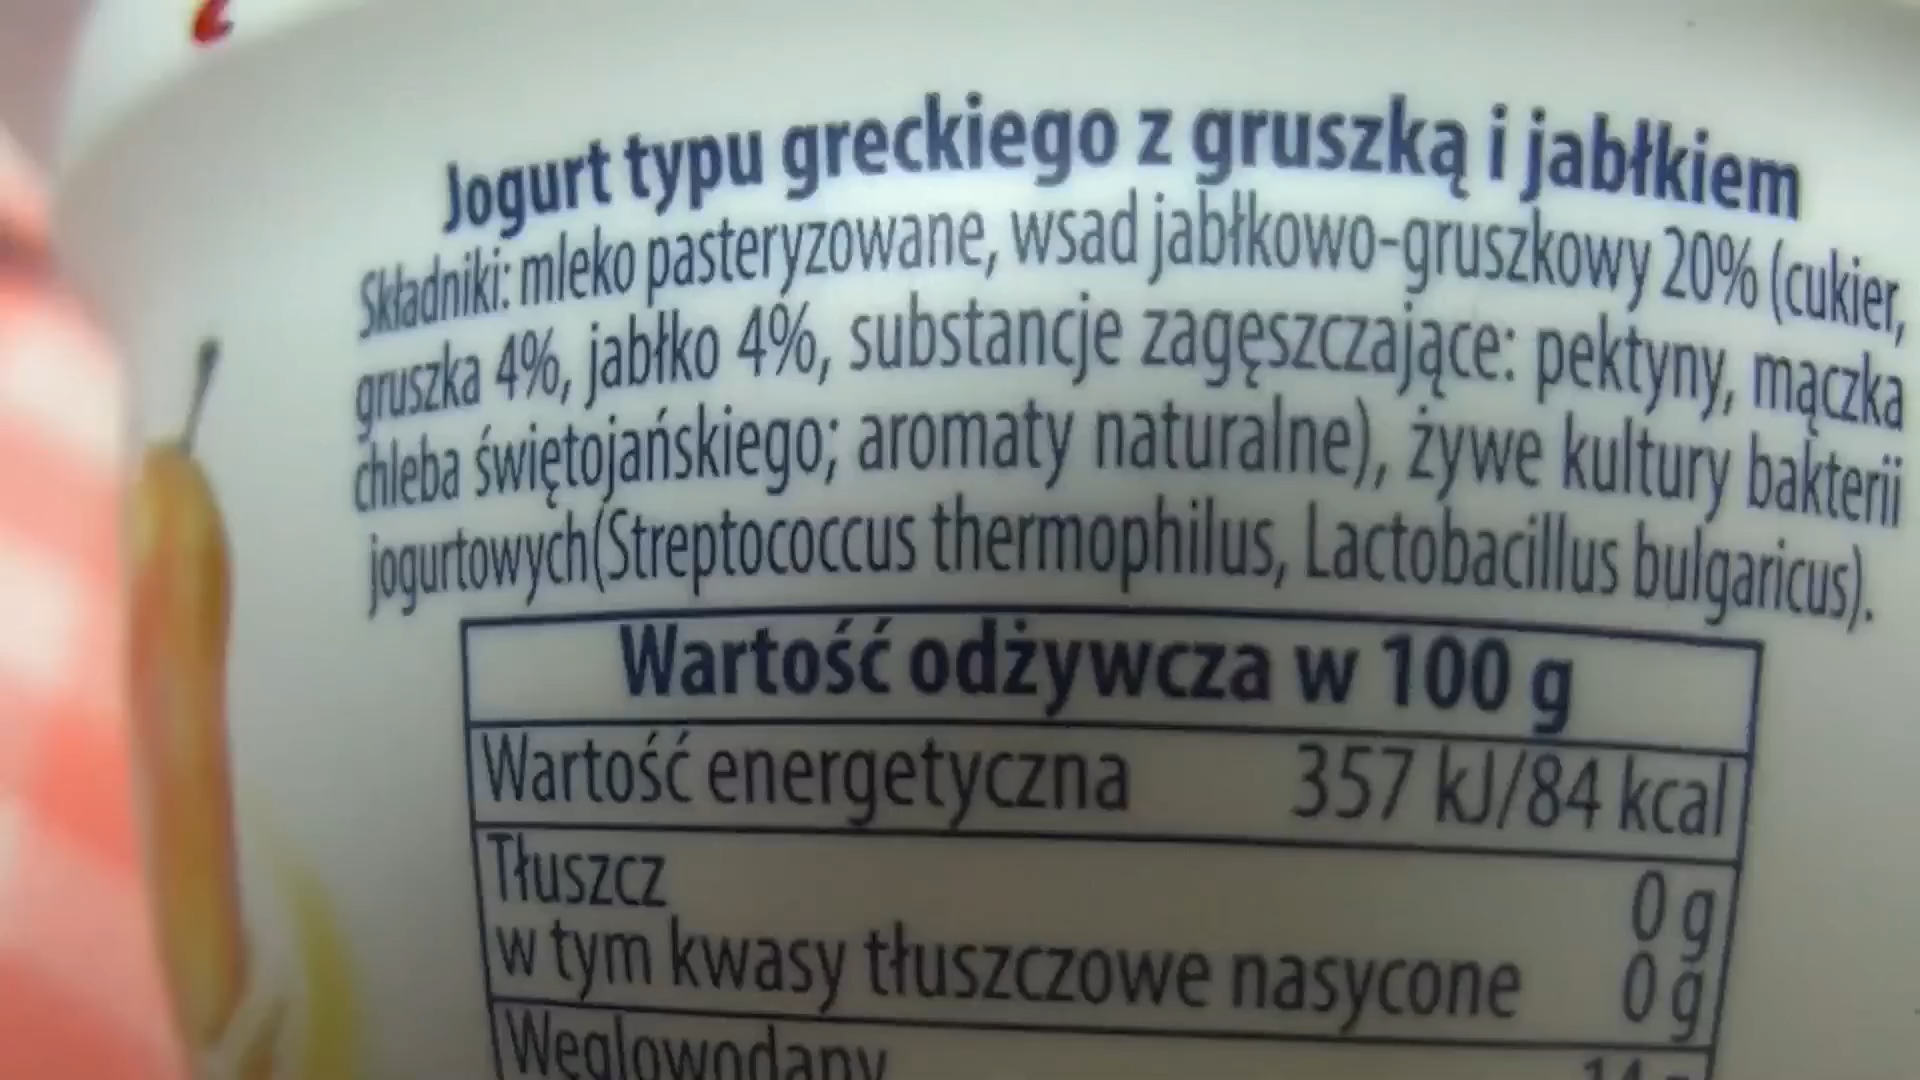 Jogurt typu greckiego z gruszką i jabłkiem
Składniki: mleko pasteryzowane, wsad jabłkowo-gruszkowy 20% (cukier,
gruszka 4%, jabłko 4%, substancje zagęszczające: pektyny, mączka
chleba świętojańskiego; aromaty naturalne), żywe kultury bakterii
jogurtowych(Streptococcus thermophilus, Lactobacillus bulgaricus).
Wartość odżywcza w 100 g
Wartość energetyczna 357 kJ/84 kcal
Tłuszcz 0 g
w tym kwasy tłuszczowe nasycone 0 g
Węglowodany 14 g